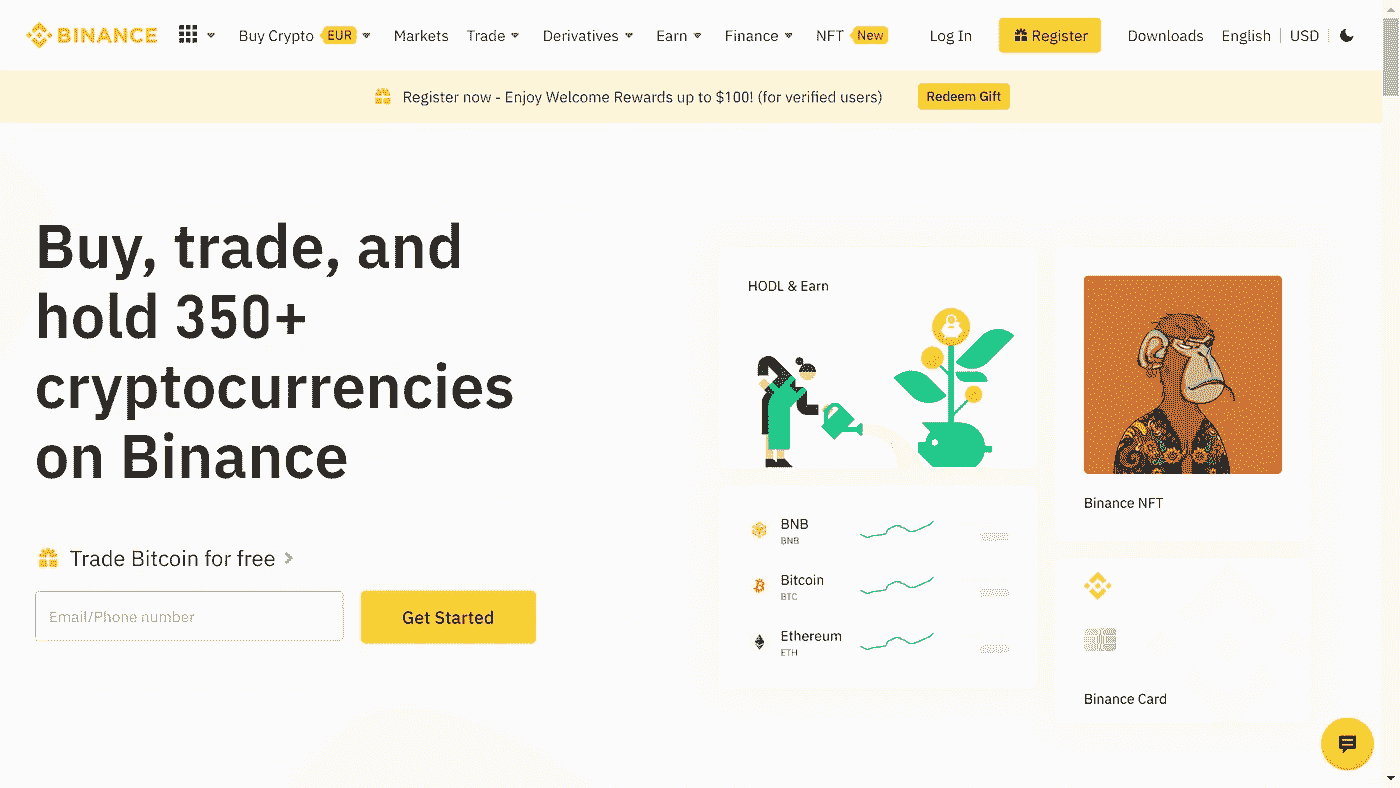 BINANCE
Buy Crypto EUR
Markets
Trade
Derivatives
Earn
Finance
NFT New
Log In
Register
Downloads
English
USD
Register now - Enjoy Welcome Rewards up to $100! (for verified users)
Redeem Gift
Buy, trade, and
hold 350+
cryptocurrencies
on Binance
Trade Bitcoin for free
Email/Phone number
Get Started
HODL & Earn
BNB
BNB
Bitcoin
BTC
Ethereum
ETH
Binance NFT
Binance Card